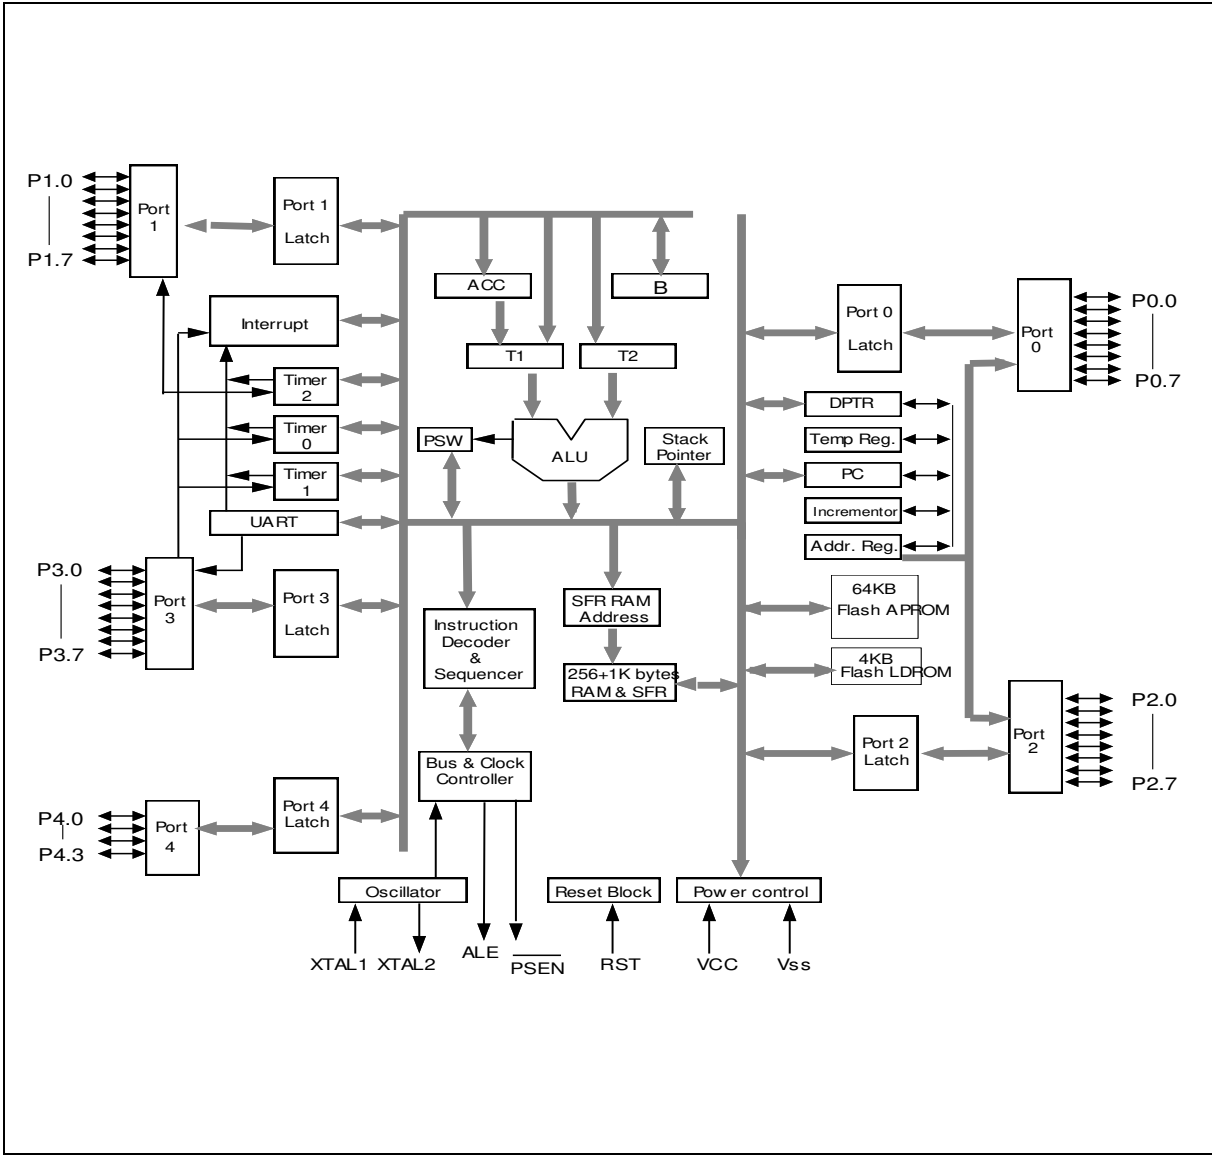 P1.0
P1.7
Port
1
Port 1
Latch
ACC
B
Interrupt
T1
T2
Timer
2
Timer
0
Timer
1
PSW
ALU
Stack
Pointer
UART
Port 0
Latch
Port
0
P0.0
P0.7
DPTR
Temp Reg.
PC
Incrementor
Addr. Reg.
P3.0
P3.7
Port
3
Port 3
Latch
Instruction
Decoder
&
Sequencer
SFR RAM
Address
256+1K bytes
RAM & SFR
64KB
Flash APROM
4KB
Flash LDROM
Port 2
Latch
Port
2
P2.0
P2.7
Bus & Clock
Controller
P4.0
P4.3
Port
4
Port 4
Latch
Oscillator
Reset Block
Power control
XTAL1
XTAL2
ALE
PSEN
RST
VCC
Vss